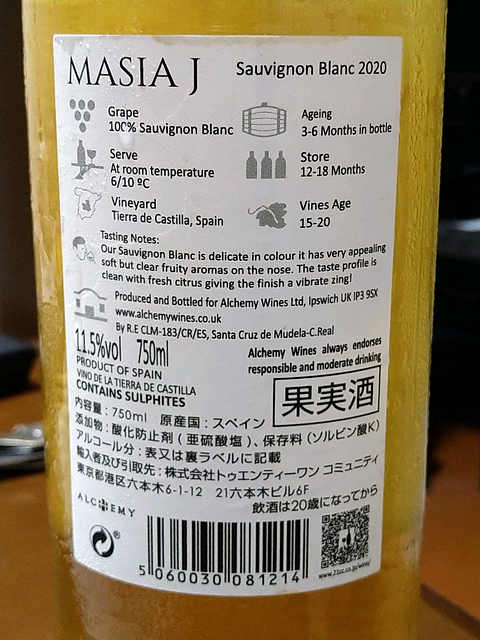 MASIA J
Sauvignon Blanc 2020
Grape
100% Sauvignon Blanc
Ageing
3-6 Months in bottle
Serve
At room temperature
6/10 ºC
Store
12-18 Months
Vineyard
Tierra de Castilla, Spain
Vines Age
15-20
Tasting Notes:
Our Sauvignon Blanc is delicate in colour it has very appealing
soft but clear fruity aromas on the nose. The taste profile is
clean with fresh citrus giving the finish a vibrate zing!
Produced and Bottled for Alchemy Wines Ltd, Ipswich UK IP3 9SX
www.alchemywines.co.uk
By R.E CLM-183/CR/ES, Santa Cruz de Mudela-C.Real
11.5%vol 750ml
Alchemy Wines always endorses
responsible and moderate drinking
PRODUCT OF SPAIN
VINO DE LA TIERRA DE CASTILLA
CONTAINS SULPHITES
果実酒
内容量：750ml 原産国：スペイン
添加物：酸化防止剤（亜硫酸塩）、保存料（ソルビン酸K）
アルコール分：表又は裏ラベルに記載
輸入者及び引取先：株式会社トゥエンティーワン コミュニティ
東京都港区六本木6-1-12 21六本木ビル6F
飲酒は20歳になってから
ALCHEMY
5 060030 081214
www.21cc.co.jp/wine/